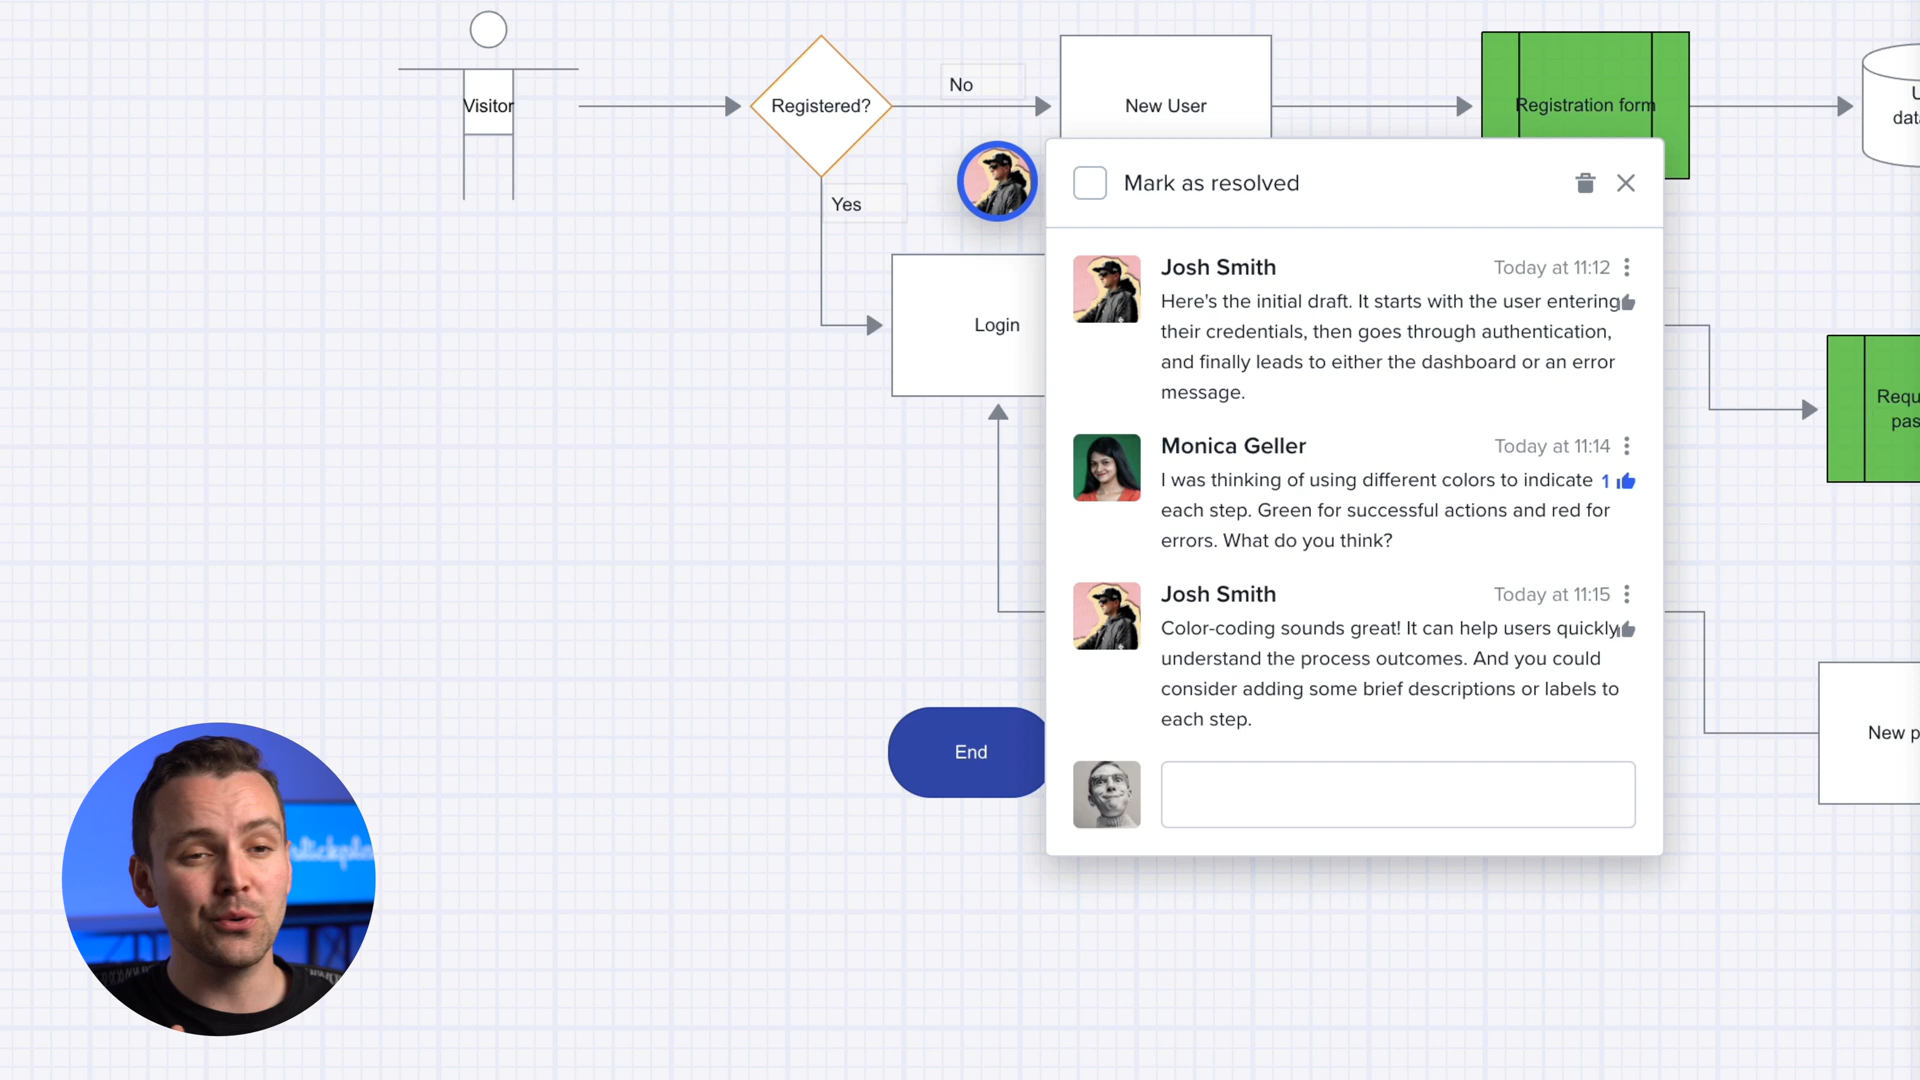 Visitor
Registered?
No
New User
Registration form
Yes
Mark as resolved
Josh Smith
Today at 11:12
Here's the initial draft. It starts with the user entering
their credentials, then goes through authentication,
and finally leads to either the dashboard or an error
message.
Login
Monica Geller
Today at 11:14
I was thinking of using different colors to indicate
1
each step. Green for successful actions and red for
errors. What do you think?
Josh Smith
Today at 11:15
Color-coding sounds great! It can help users quickly
understand the process outcomes. And you could
consider adding some brief descriptions or labels to
each step.
End
New p